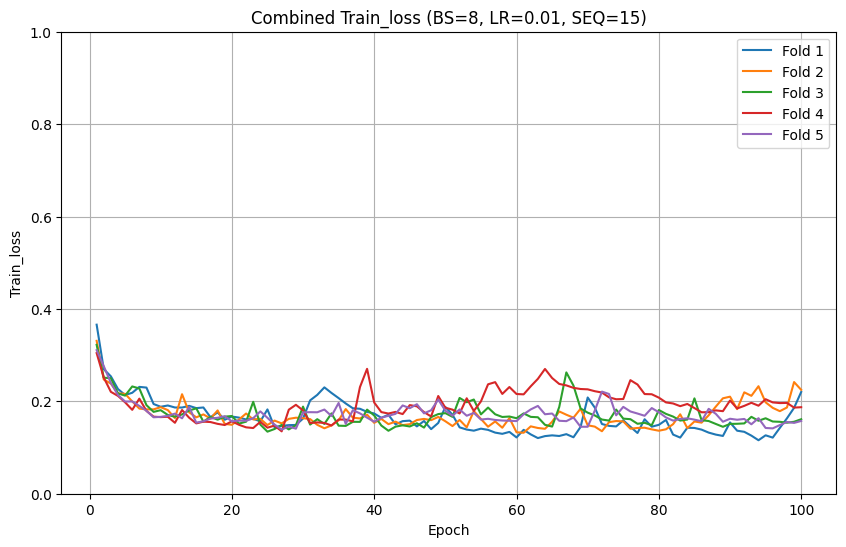 Combined Train_loss (BS=8, LR=0.01, SEQ=15)
Train_loss
1.0
0.8
0.6
0.4
0.2
0.0
0 20 40 60 80 100
Epoch
Fold 1
Fold 2
Fold 3
Fold 4
Fold 5